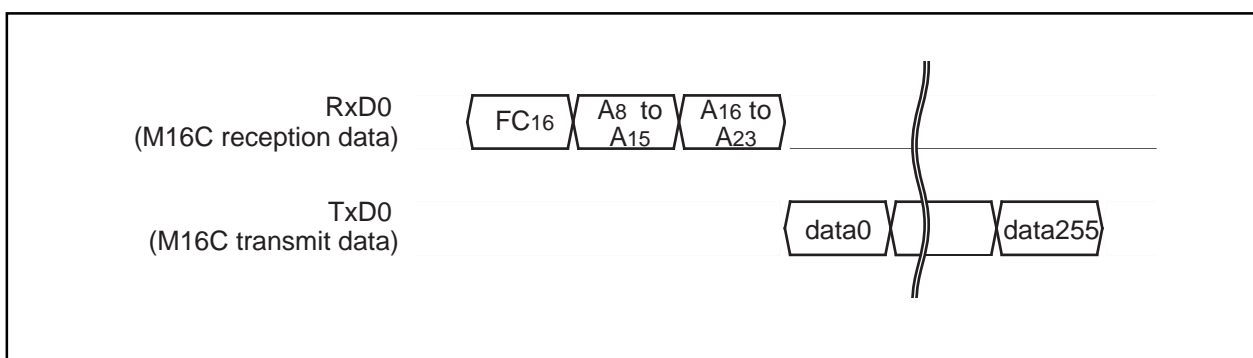 RxD0
(M16C reception data)
FC16
A8 to
A15
A16 to
A23
TxD0
(M16C transmit data)
data0
data255